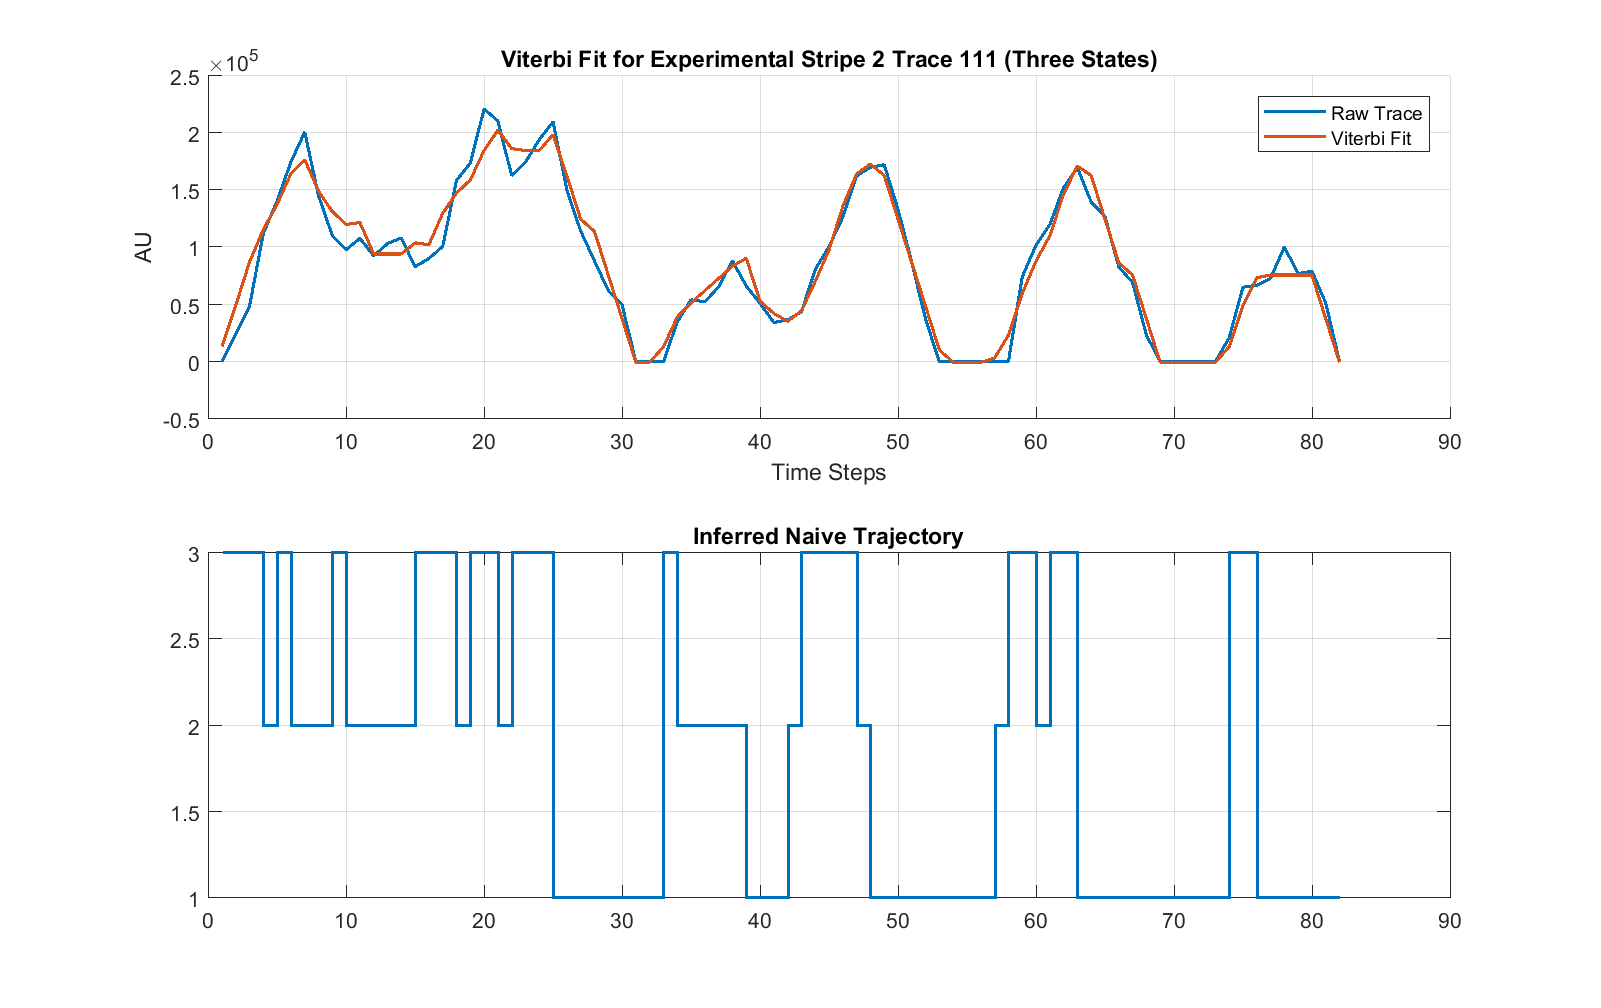 Viterbi Fit for Experimental Stripe 2 Trace 111 (Three States)
×10^5
2.5
2
1.5
1
0.5
0
-0.5
AU
Raw Trace
Viterbi Fit
0 10 20 30 40 50 60 70 80 90
Time Steps
Inferred Naive Trajectory
3
2.5
2
1.5
1
0 10 20 30 40 50 60 70 80 90